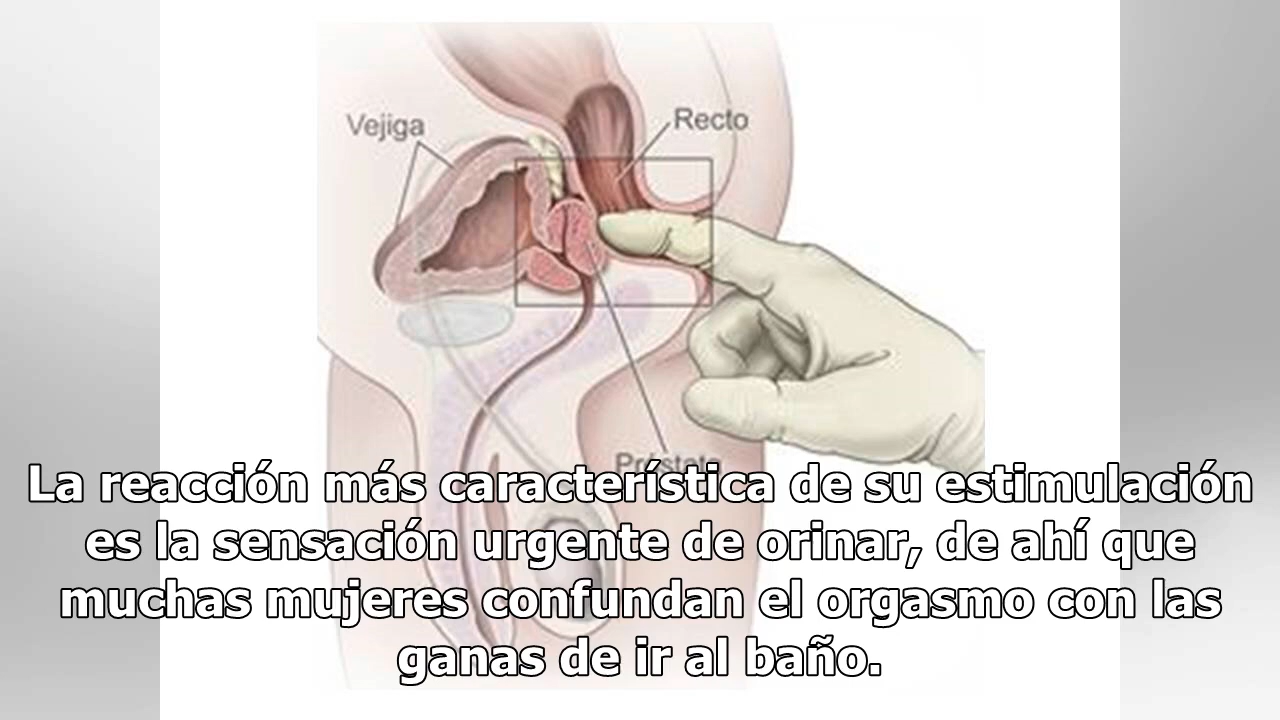 Vejiga
Recto
Próstata
La reacción más característica de su estimulación
es la sensación urgente de orinar, de ahí que
muchas mujeres confundan el orgasmo con las
ganas de ir al baño.